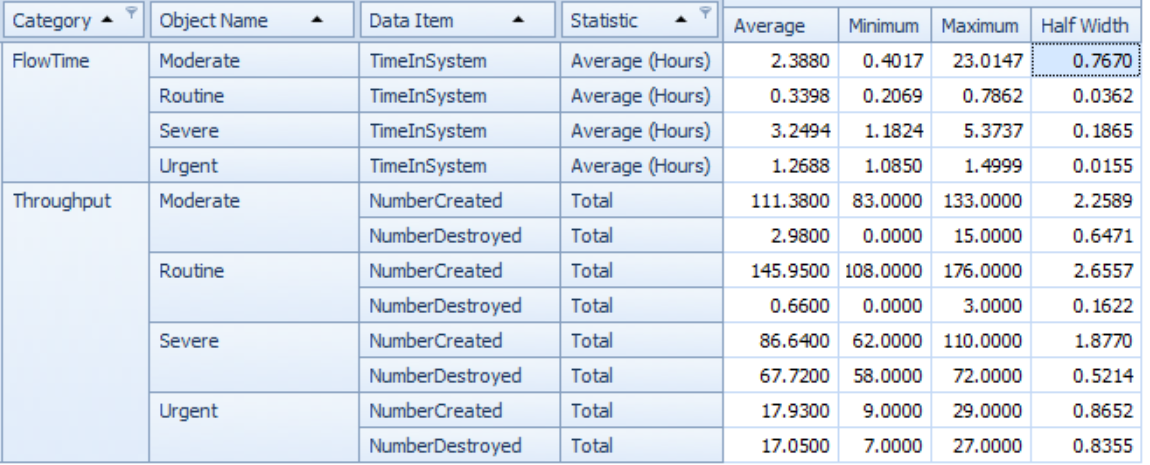 Category Object Name Data Item Statistic Average Minimum Maximum Half Width
FlowTime Moderate TimeInSystem Average (Hours) 2.3880 0.4017 23.0147 0.7670
Routine TimeInSystem Average (Hours) 0.3398 0.2069 0.7862 0.0362
Severe TimeInSystem Average (Hours) 3.2494 1.1824 5.3737 0.1865
Urgent TimeInSystem Average (Hours) 1.2688 1.0850 1.4999 0.0155
Throughput Moderate NumberCreated Total 111.3800 83.0000 133.0000 2.2589
NumberDestroyed Total 2.9800 0.0000 15.0000 0.6471
Routine NumberCreated Total 145.9500 108.0000 176.0000 2.6557
NumberDestroyed Total 0.6600 0.0000 3.0000 0.1622
Severe NumberCreated Total 86.6400 62.0000 110.0000 1.8770
NumberDestroyed Total 67.7200 58.0000 72.0000 0.5214
Urgent NumberCreated Total 17.9300 9.0000 29.0000 0.8652
NumberDestroyed Total 17.0500 7.0000 27.0000 0.8355